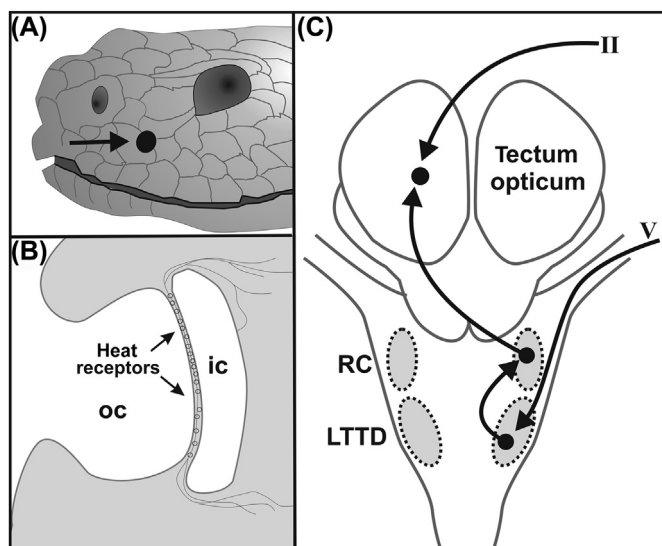 (A)
(B)
Heat
receptors
oc
ic
(C)
II
Tectum
opticum
V
RC
LTTD